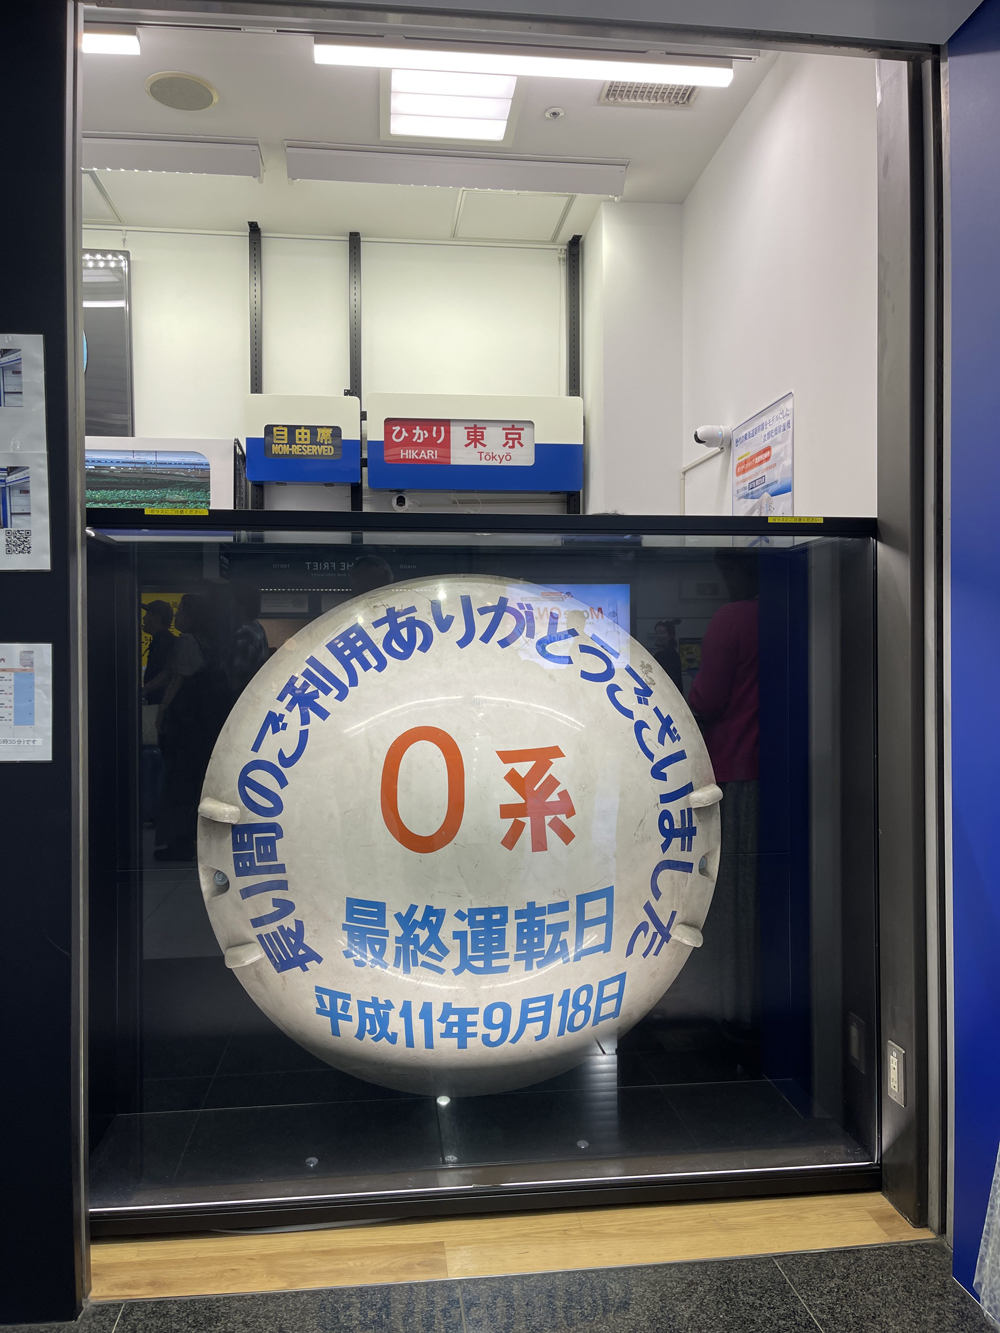 自由席
NON-RESERVED
ひかり 東京
HIKARI Tōkyō
長い間のご利用ありがとうございました
0系
最終運転日
平成11年9月18日